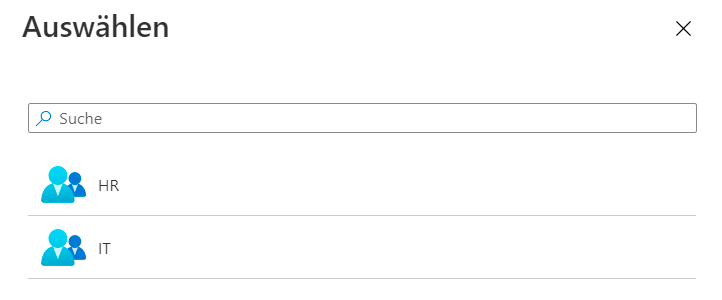 Auswählen
Suche
HR
IT